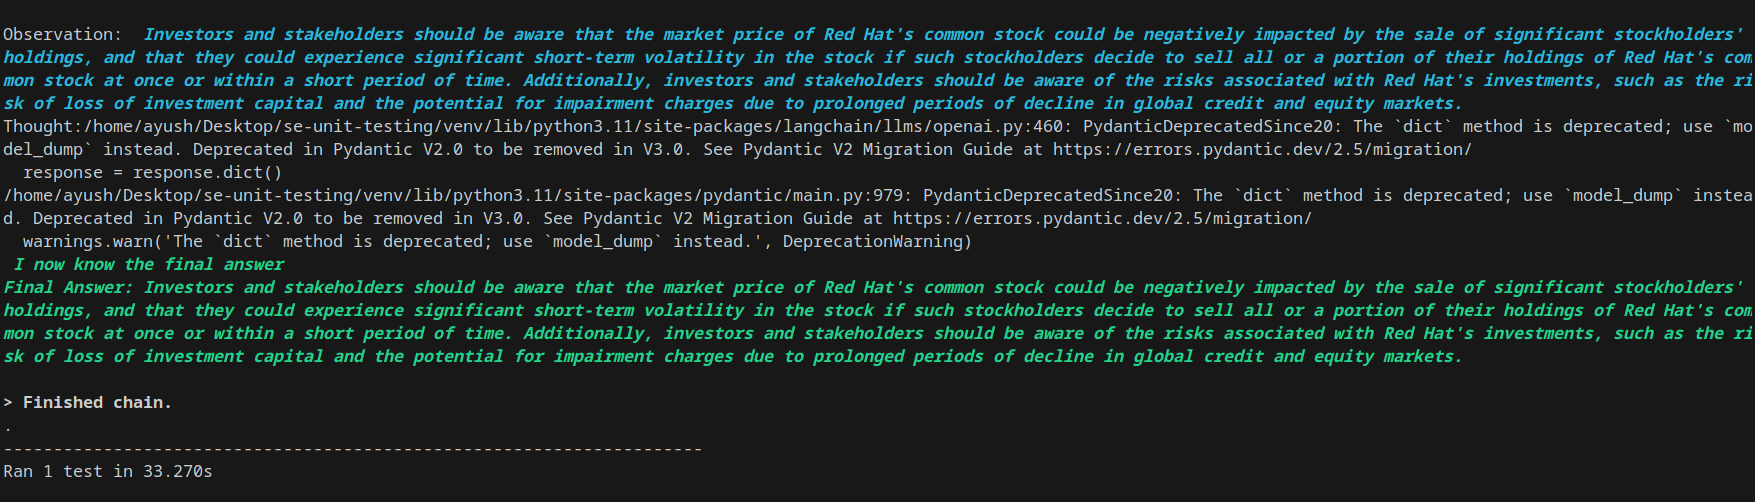 Observation:  Investors and stakeholders should be aware that the market price of Red Hat's common stock could be negatively impacted by the sale of significant stockholders'
holdings, and that they could experience significant short-term volatility in the stock if such stockholders decide to sell all or a portion of their holdings of Red Hat's com
mon stock at once or within a short period of time. Additionally, investors and stakeholders should be aware of the risks associated with Red Hat's investments, such as the ri
sk of loss of investment capital and the potential for impairment charges due to prolonged periods of decline in global credit and equity markets.
Thought:/home/ayush/Desktop/se-unit-testing/venv/lib/python3.11/site-packages/langchain/llms/openai.py:460: PydanticDeprecatedSince20: The `dict` method is deprecated; use `mo
del_dump` instead. Deprecated in Pydantic V2.0 to be removed in V3.0. See Pydantic V2 Migration Guide at https://errors.pydantic.dev/2.5/migration/
  response = response.dict()
/home/ayush/Desktop/se-unit-testing/venv/lib/python3.11/site-packages/pydantic/main.py:979: PydanticDeprecatedSince20: The `dict` method is deprecated; use `model_dump` instea
d. Deprecated in Pydantic V2.0 to be removed in V3.0. See Pydantic V2 Migration Guide at https://errors.pydantic.dev/2.5/migration/
  warnings.warn('The `dict` method is deprecated; use `model_dump` instead.', DeprecationWarning)
 I now know the final answer
Final Answer: Investors and stakeholders should be aware that the market price of Red Hat's common stock could be negatively impacted by the sale of significant stockholders'
holdings, and that they could experience significant short-term volatility in the stock if such stockholders decide to sell all or a portion of their holdings of Red Hat's com
mon stock at once or within a short period of time. Additionally, investors and stakeholders should be aware of the risks associated with Red Hat's investments, such as the ri
sk of loss of investment capital and the potential for impairment charges due to prolonged periods of decline in global credit and equity markets.
> Finished chain.
.
----------------------------------------------------------------------
Ran 1 test in 33.270s